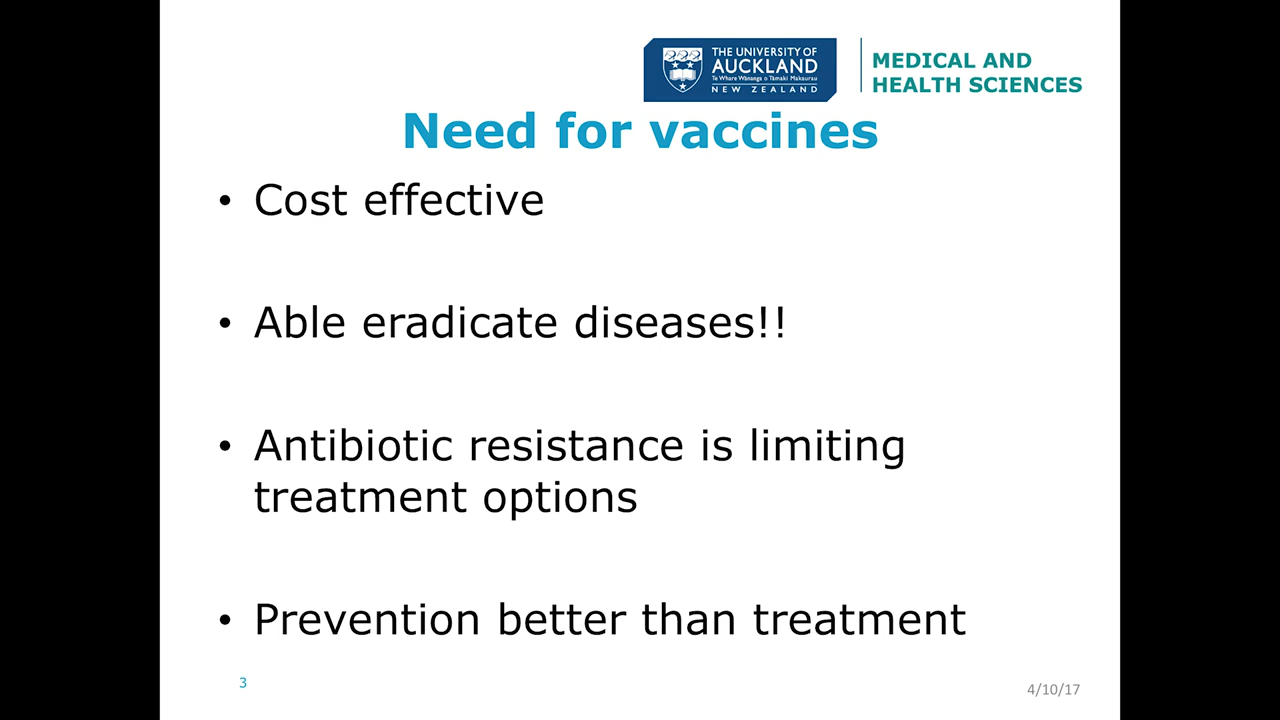 THE UNIVERSITY OF
AUCKLAND
Te Whare Wānanga o Tāmaki Makaurau
NEW ZEALAND
MEDICAL AND
HEALTH SCIENCES
Need for vaccines
• Cost effective
• Able eradicate diseases!!
• Antibiotic resistance is limiting
treatment options
• Prevention better than treatment
3
4/10/17